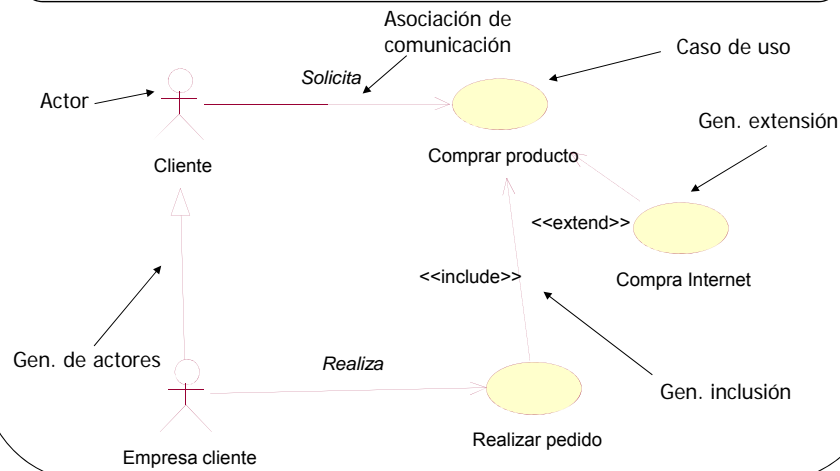 Asociación de
comunicación
Caso de uso
Solicita
Actor
Gen. extensión
Cliente
Comprar producto
<<extend>>
<<include>>
Compra Internet
Gen. de actores
Realiza
Gen. inclusión
Empresa cliente
Realizar pedido